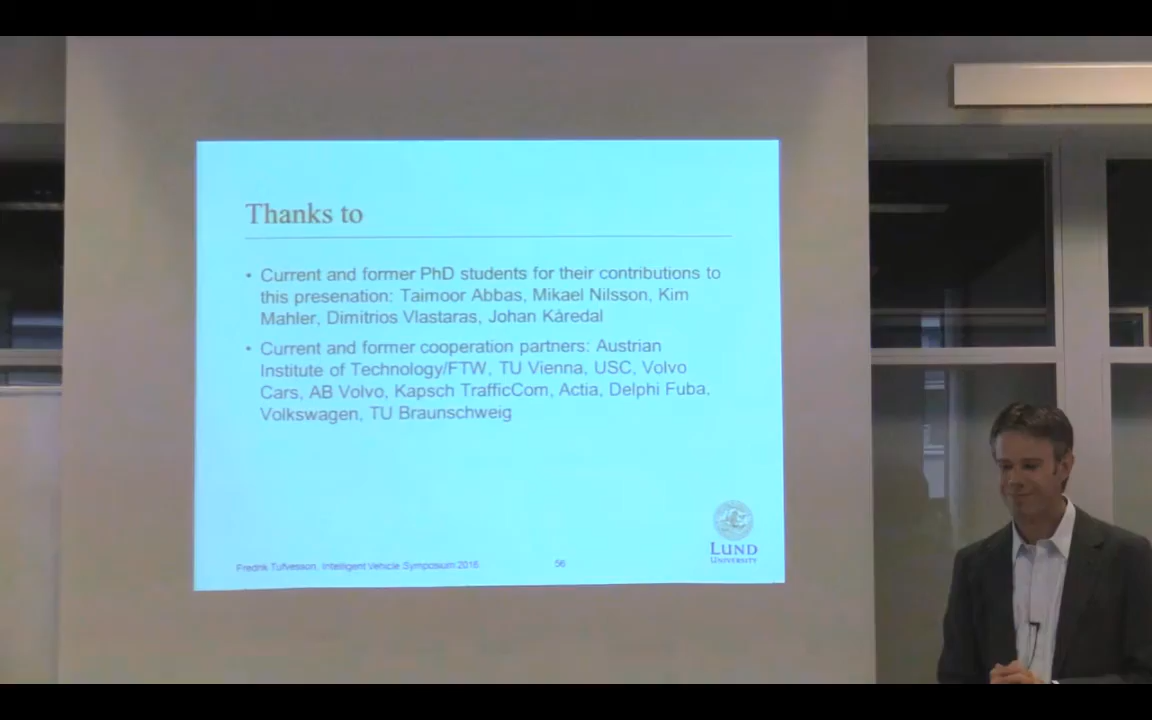 Thanks to
• Current and former PhD students for their contributions to
this presenation: Taimoor Abbas, Mikael Nilsson, Kim
Mahler, Dimitrios Vlastaras, Johan Kåredal
• Current and former cooperation partners: Austrian
Institute of Technology/FTW, TU Vienna, USC, Volvo
Cars, AB Volvo, Kapsch TrafficCom, Actia, Delphi Fuba,
Volkswagen, TU Braunschweig
LUND
UNIVERSITY
Fredrik Tufvesson, Intelligent Vehicle Symposium 2016
56